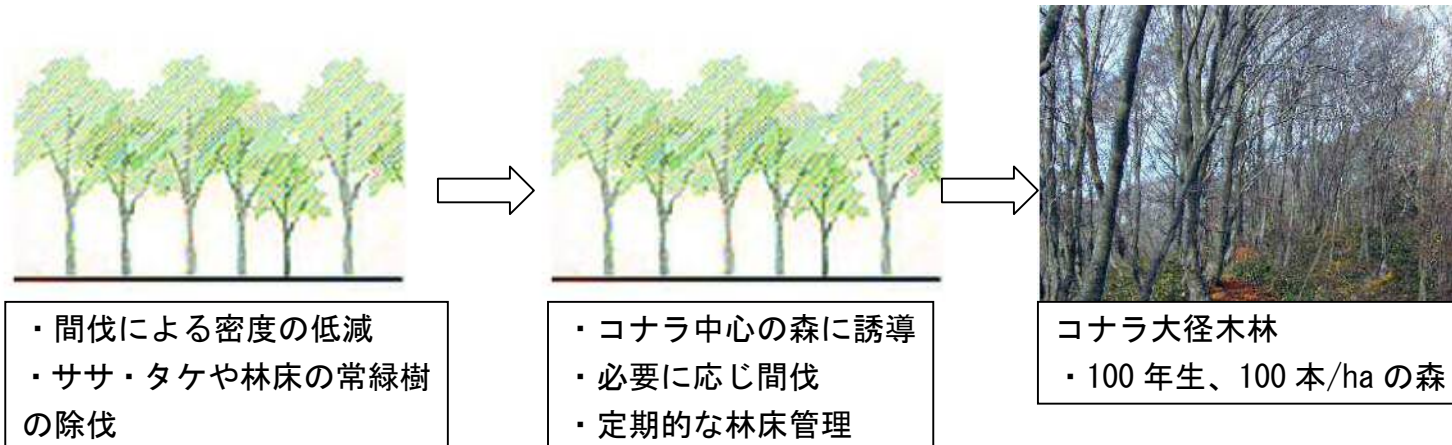 ・間伐による密度の低減
・ササ・タケや林床の常緑樹
の除伐
・コナラ中心の森に誘導
・必要に応じ間伐
・定期的な林床管理
コナラ大径木林
・100 年生、100 本/ha の森